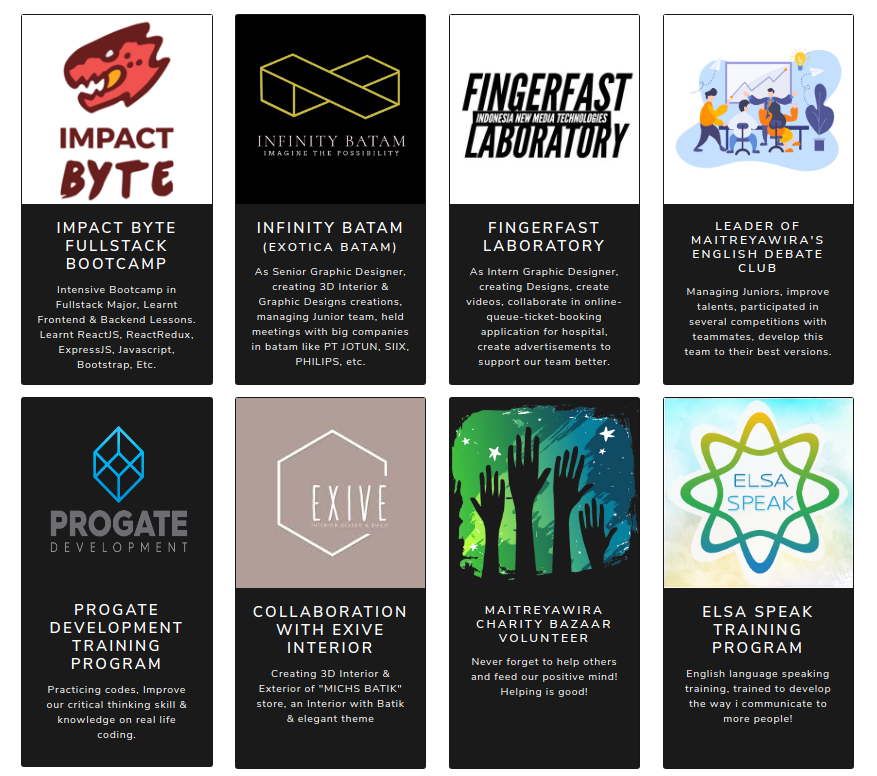 IMPACT
BYTE
IMPACT BYTE
FULLSTACK
BOOTCAMP
Intensive Bootcamp in
Fullstack Major, Learnt
Frontend & Backend Lessons.
Learnt ReactJS, ReactRedux,
ExpressJS, Javascript,
Bootstrap, Etc.
INFINITY BATAM
IMAGINE THE POSSIBILITY
INFINITY BATAM
(EXOTICA BATAM)
As Senior Graphic Designer,
creating 3D Interior &
Graphic Designs creations,
managing Junior team, held
meetings with big companies
in batam like PT JOTUN, SIIX,
PHILIPS, etc.
FINGERFAST
INDONESIA NEW MEDIA TECHNOLOGIES
LABORATORY
FINGERFAST
LABORATORY
As Intern Graphic Designer,
creating Designs, create
videos, collaborate in online-
queue-ticket-booking
application for hospital,
create advertisements to
support our team better.
LEADER OF
MAITREYAWIRA'S
ENGLISH DEBATE
CLUB
Managing Juniors, improve
talents, participated in
several competitions with
teammates, develop this
team to their best versions.
PROGATE
DEVELOPMENT
PROGATE
DEVELOPMENT
TRAINING
PROGRAM
Practicing codes, Improve
our critical thinking skill &
knowledge on real life
coding.
EXIVE
INTERIOR DESIGN & BUILD
COLLABORATION
WITH EXIVE
INTERIOR
Creating 3D Interior &
Exterior of "MICHS BATIK"
store, an Interior with Batik
& elegant theme
MAITREYAWIRA
CHARITY BAZAAR
VOLUNTEER
Never forget to help others
and feed our positive mind!
Helping is good!
ELSA
SPEAK
ELSA SPEAK
TRAINING
PROGRAM
English language speaking
training, trained to develop
the way i communicate to
more people!